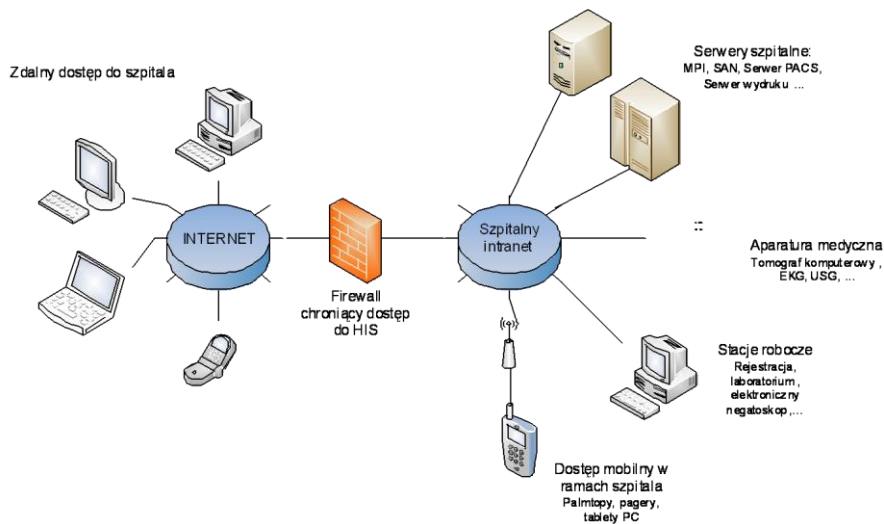 Zdalny dostęp do szpitala
Serwery szpitalne:
MPI, SAN, Serwer PACS,
Serwer wydruku ...
INTERNET
Szpitalny
intranet
::
Firewall
chroniący dostęp
do HIS
Aparatura medyczna
Tomograf komputerowy ,
EKG, USG, ...
Stacje robocze
Rejestracja,
laboratorium ,
elektroniczny
negatoskop ,...
Dostęp mobilny w
ramach szpitala
Palmtopy, pagery,
tablety PC